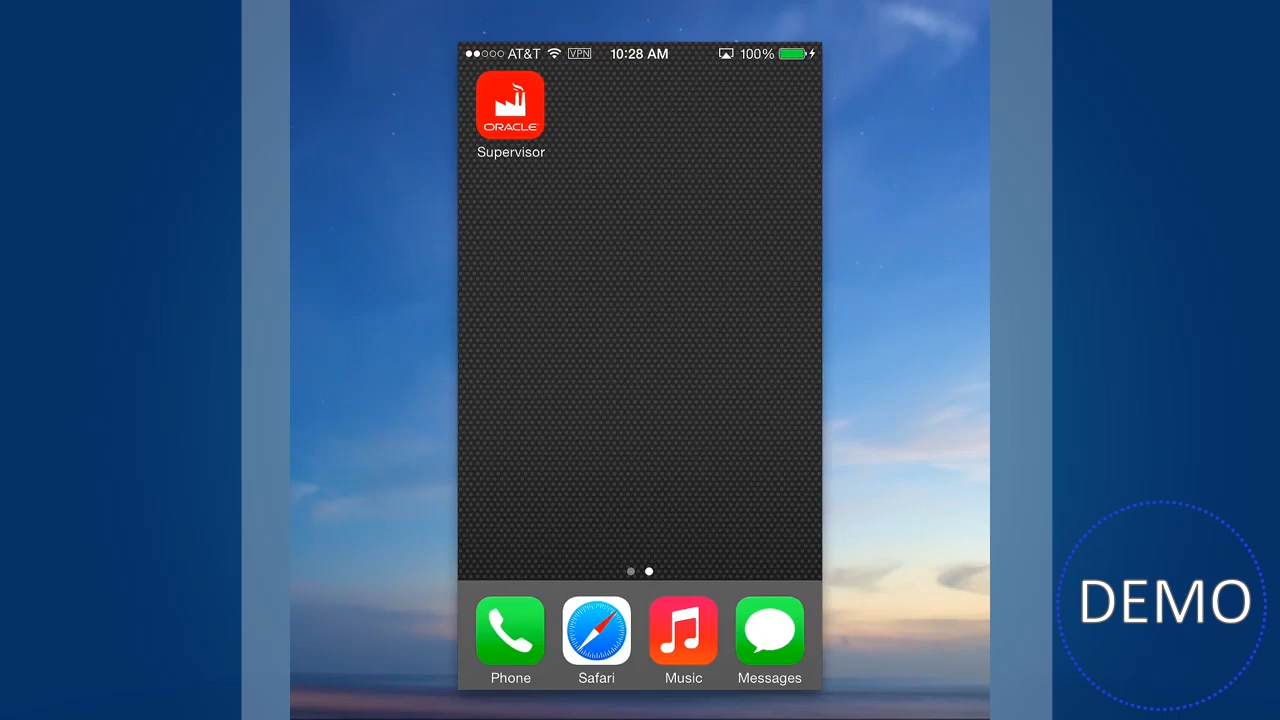 AT&T VPN 10:28 AM 100%
ORACLE
Supervisor
Phone Safari Music Messages
DEMO